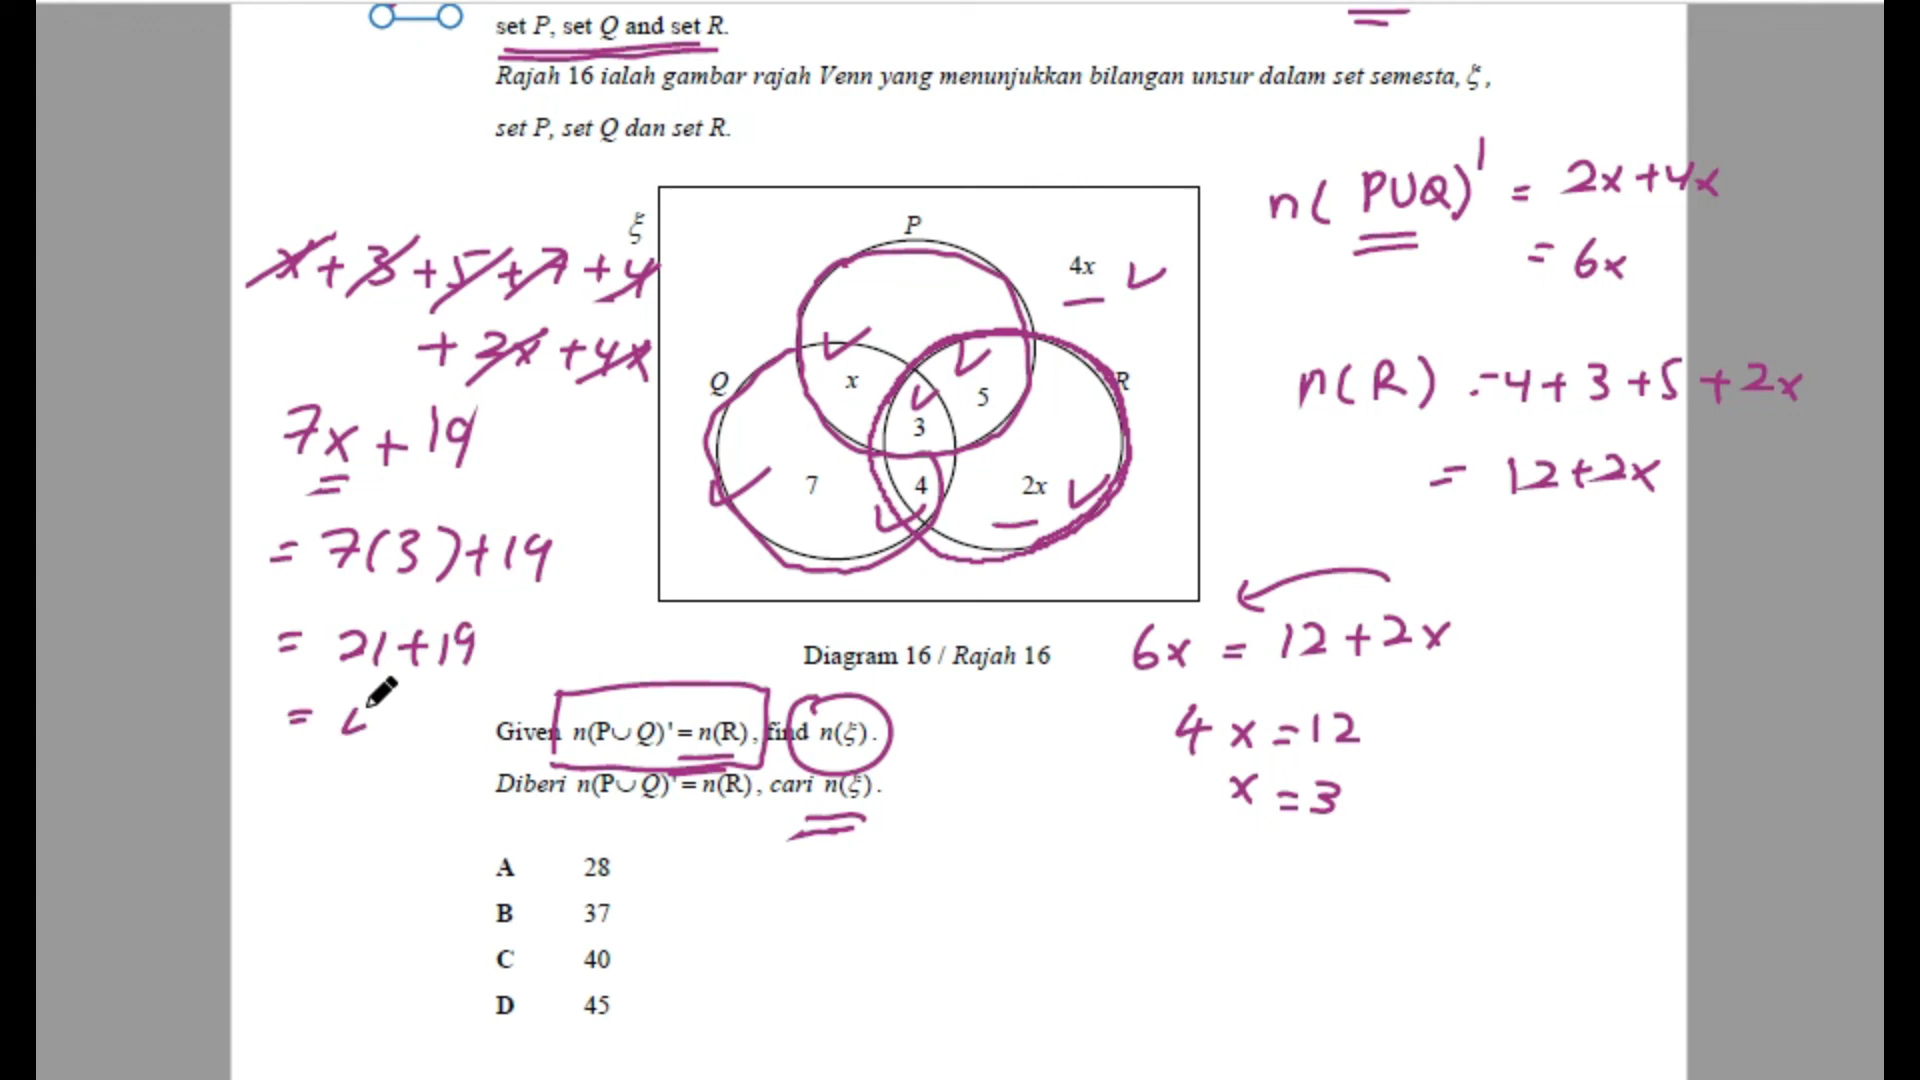 set P, set Q and set R.
Rajah 16 ialah gambar rajah Venn yang menunjukkan bilangan unsur dalam set semesta, ξ ,
set P, set Q dan set R.
n( P∪Q)' = 2x+4x
= 6x
x + 3 + 5 + 7 + 4
+ 2x + 4x
7x + 19
= 7(3)+19
= 21+19
=
ξ
P
4x
Q
x
R
5
3
7
4
2x
n(R) = 4+3+5+2x
= 12+2x
Diagram 16 / Rajah 16
6x = 12+2x
4x = 12
x = 3
Given n(P∪ Q)' = n(R), find n(ξ).
Diberi n(P∪ Q)' = n(R), cari n(ξ).
A 28
B 37
C 40
D 45